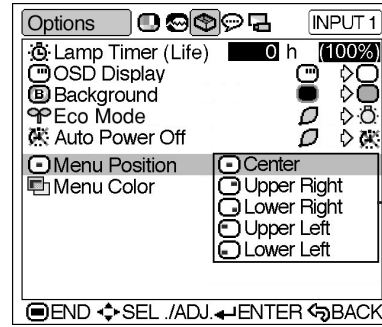 Options INPUT 1
Lamp Timer (Life) 0 h (100%)
OSD Display
B Background
Eco Mode
Auto Power Off
Menu Position Center
Menu Color Upper Right
Lower Right
Upper Left
Lower Left
END SEL ./ADJ. ENTER BACK